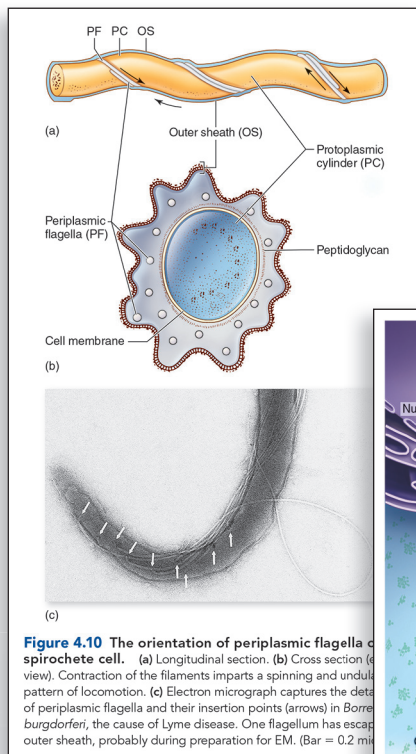 PF PC OS
(a)
Outer sheath (OS)
Protoplasmic
cylinder (PC)
Periplasmic
flagella (PF)
Peptidoglycan
Cell membrane
(b)
Nu
(c)
Figure 4.10 The orientation of periplasmic flagella
spirochete cell. (a) Longitudinal section. (b) Cross section (e
view). Contraction of the filaments imparts a spinning and undula
pattern of locomotion. (c) Electron micrograph captures the deta
of periplasmic flagella and their insertion points (arrows) in Borre
burgdorferi, the cause of Lyme disease. One flagellum has escap
outer sheath, probably during preparation for EM. (Bar = 0.2 mi